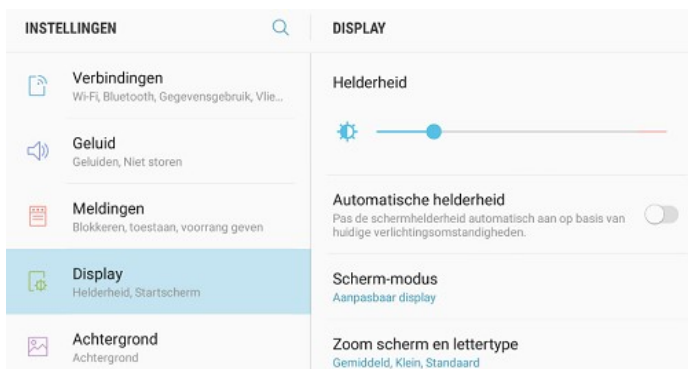 INSTELLINGEN
Verbindingen
Wi-Fi, Bluetooth, Gegevensgebruik, Vlie...
Geluid
Geluiden, Niet storen
Meldingen
Blokkeren, toestaan, voorrang geven
Display
Helderheid, Startscherm
Achtergrond
Achtergrond
DISPLAY
Helderheid
Automatische helderheid
Pas de schermhelderheid automatisch aan op basis van
huidige verlichtingsomstandigheden.
Scherm-modus
Aanpasbaar display
Zoom scherm en lettertype
Gemiddeld, Klein, Standaard